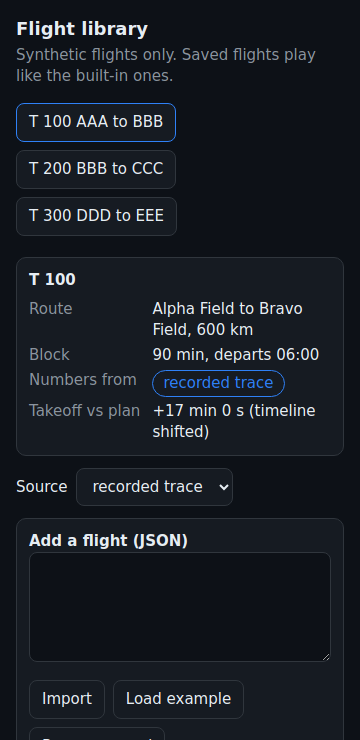 Flight library
Synthetic flights only. Saved flights play
like the built-in ones.
T 100 AAA to BBB
T 200 BBB to CCC
T 300 DDD to EEE
T 100
Route
Alpha Field to Bravo
Field, 600 km
Block
90 min, departs 06:00
Numbers from
recorded trace
Takeoff vs plan
+17 min 0 s (timeline
shifted)
Source
recorded trace
Add a flight (JSON)
Import
Load example